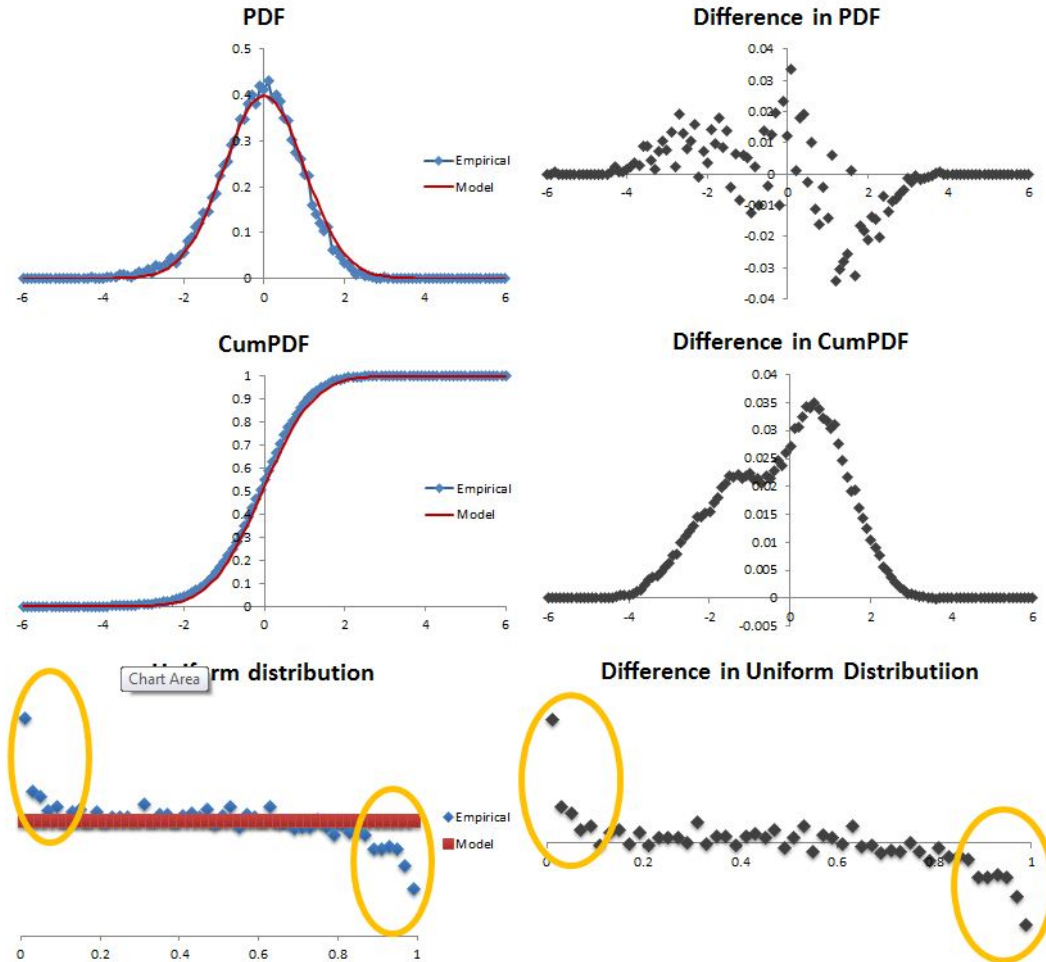 PDF
0.5
0.4
0.3
0.2
0.1
0
-6 -4 -2 0 2 4 6
Empirical
Model
Difference in PDF
0.04
0.03
0.02
0.01
0
-0.01
-0.02
-0.03
-0.04
-6 -4 -2 0 2 4 6
CumPDF
1
0.9
0.8
0.7
0.6
0.5
0.4
0.3
0.2
0.1
0
-6 -4 -2 0 2 4 6
Empirical
Model
Difference in CumPDF
0.04
0.035
0.03
0.025
0.02
0.015
0.01
0.005
0
-0.005
-6 -4 -2 0 2 4 6
Uniform distribution
Chart Area
Empirical
Model
0 0.2 0.4 0.6 0.8 1
Difference in Uniform Distributiion
0 0.2 0.4 0.6 0.8 1